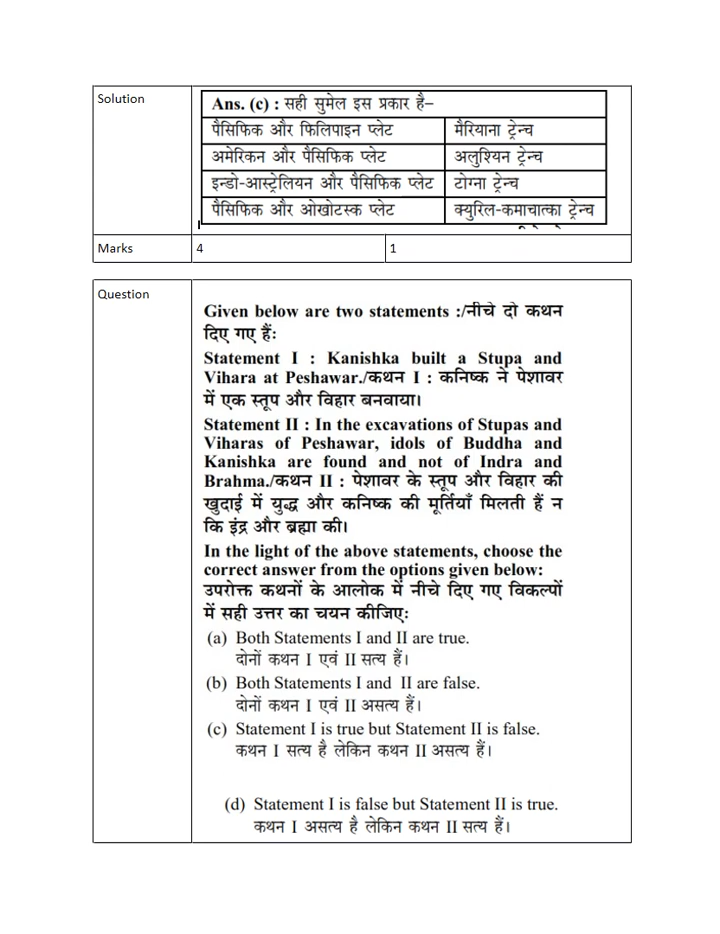 Solution
Ans. (c) : सही सुमेल इस प्रकार है–
पैसिफिक और फिलिपाइन प्लेट मैरियाना ट्रेन्च
अमेरिकन और पैसिफिक प्लेट अलुशियन ट्रेन्च
इन्डो-आस्ट्रेलियन और पैसिफिक प्लेट टोग्ना ट्रेन्च
पैसिफिक और ओखोटस्क प्लेट क्युरिल-कमाचात्का ट्रेन्च
Marks 4 1
Question
Given below are two statements :/नीचे दो कथन
दिए गए हैं:
Statement I : Kanishka built a Stupa and
Vihara at Peshawar./कथन I : कनिष्क ने पेशावर
में एक स्तूप और विहार बनवाया।
Statement II : In the excavations of Stupas and
Viharas of Peshawar, idols of Buddha and
Kanishka are found and not of Indra and
Brahma./कथन II : पेशावर के स्तूप और विहार की
खुदाई में युद्ध और कनिष्क की मूर्तियाँ मिलती हैं न
कि इंद्र और ब्रह्मा की।
In the light of the above statements, choose the
correct answer from the options given below:
उपरोक्त कथनों के आलोक में नीचे दिए गए विकल्पों
में सही उत्तर का चयन कीजिए:
(a) Both Statements I and II are true.
दोनों कथन I एवं II सत्य हैं।
(b) Both Statements I and II are false.
दोनों कथन I एवं II असत्य हैं।
(c) Statement I is true but Statement II is false.
कथन I सत्य है लेकिन कथन II असत्य हैं।
(d) Statement I is false but Statement II is true.
कथन I असत्य है लेकिन कथन II सत्य हैं।